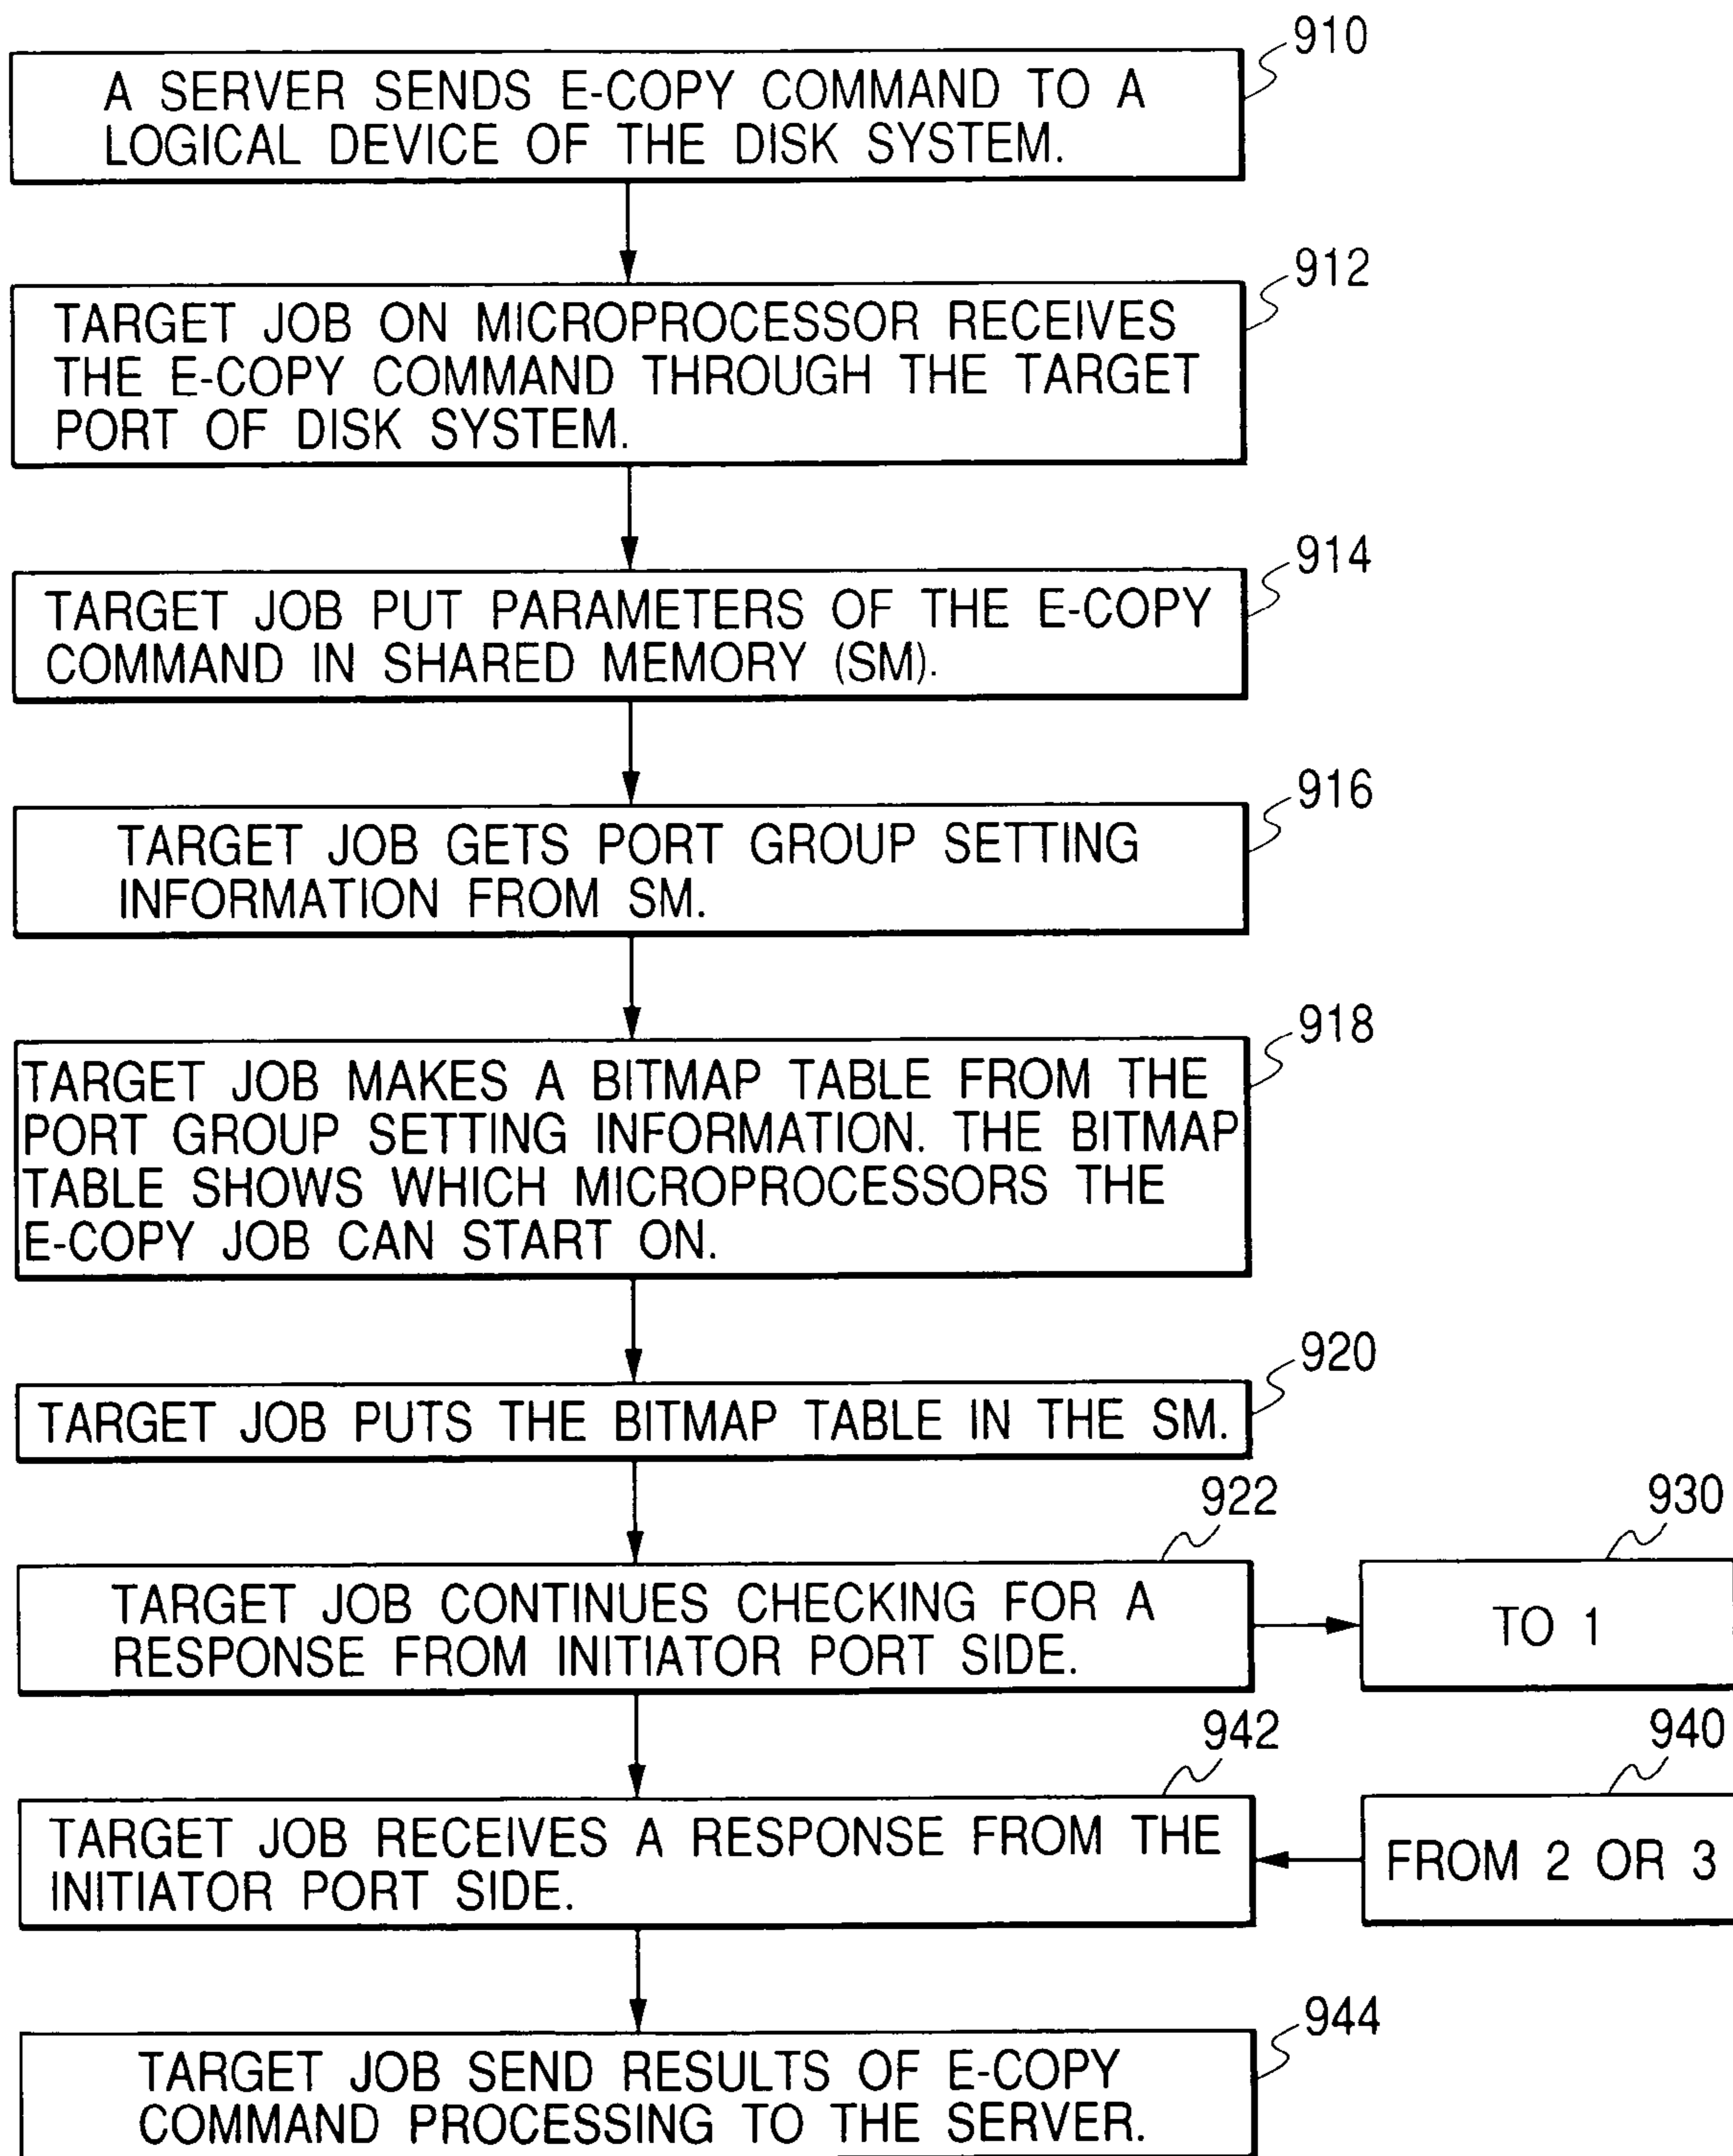 910
A SERVER SENDS E-COPY COMMAND TO A
LOGICAL DEVICE OF THE DISK SYSTEM.
912
TARGET JOB ON MICROPROCESSOR RECEIVES
THE E-COPY COMMAND THROUGH THE TARGET
PORT OF DISK SYSTEM.
914
TARGET JOB PUT PARAMETERS OF THE E-COPY
COMMAND IN SHARED MEMORY (SM).
916
TARGET JOB GETS PORT GROUP SETTING
INFORMATION FROM SM.
918
TARGET JOB MAKES A BITMAP TABLE FROM THE
PORT GROUP SETTING INFORMATION. THE BITMAP
TABLE SHOWS WHICH MICROPROCESSORS THE
E-COPY JOB CAN START ON.
920
TARGET JOB PUTS THE BITMAP TABLE IN THE SM.
922
930
TARGET JOB CONTINUES CHECKING FOR A
RESPONSE FROM INITIATOR PORT SIDE.
TO 1
942
940
TARGET JOB RECEIVES A RESPONSE FROM THE
INITIATOR PORT SIDE.
FROM 2 OR 3
944
TARGET JOB SEND RESULTS OF E-COPY
COMMAND PROCESSING TO THE SERVER.